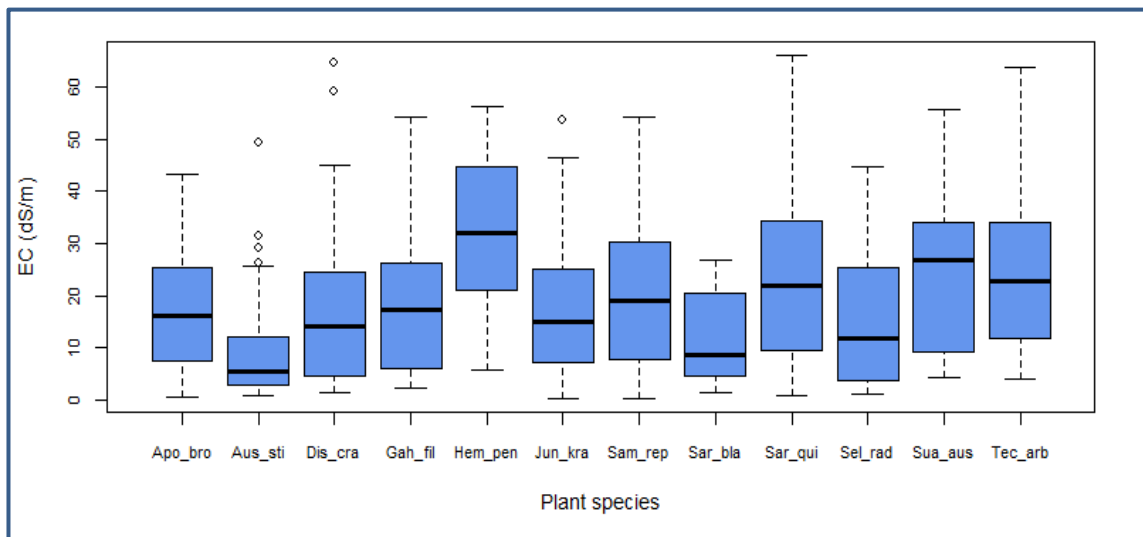 EC (dS/m)
60
50
40
30
20
10
0
Apo_bro Aus_sti Dis_cra Gah_fil Hem_pen Jun_kra Sam_rep Sar_bla Sar_qui Sel_rad Sua_aus Tec_arb
Plant species